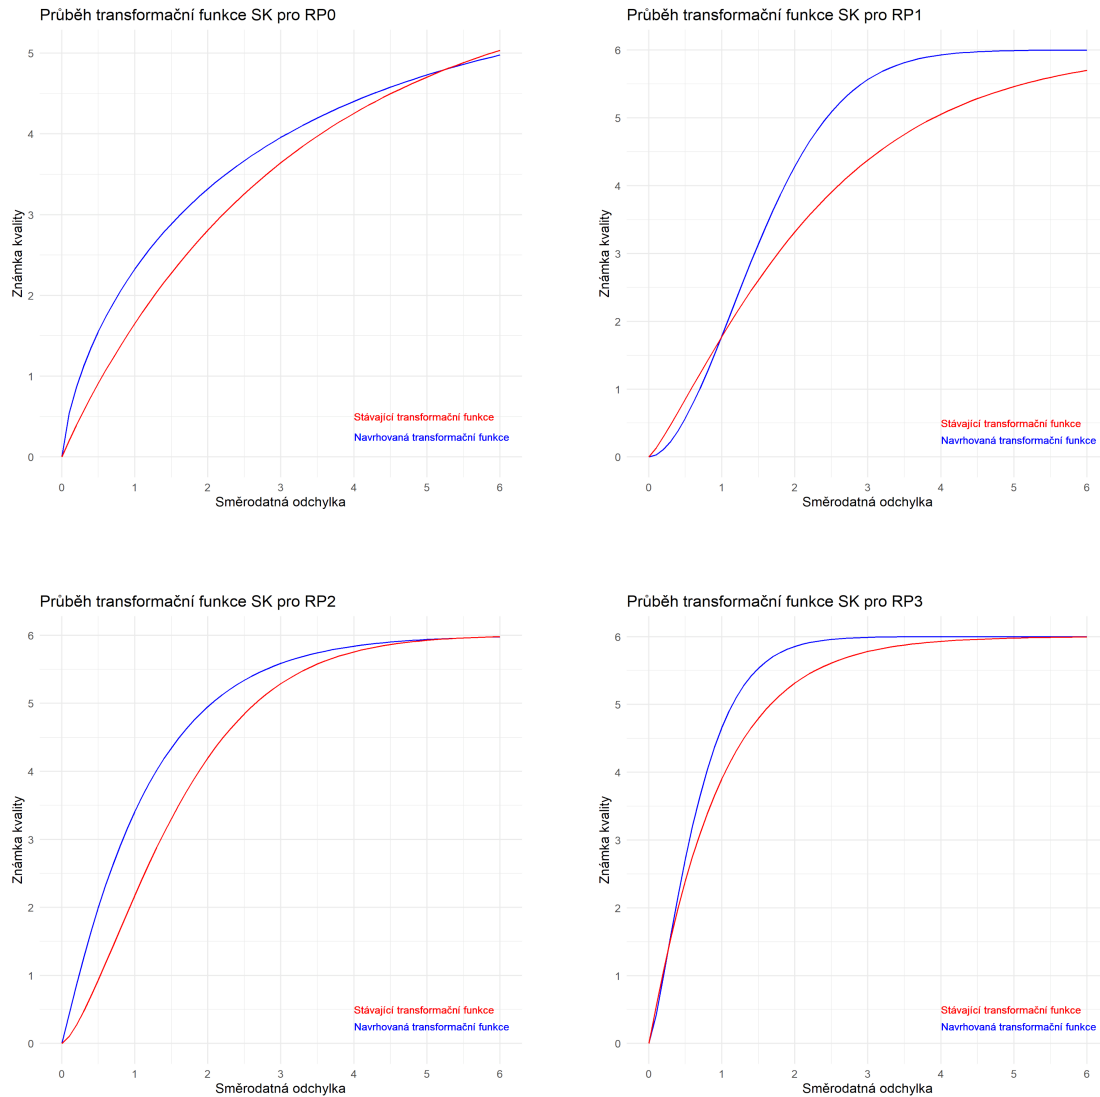 Průběh transformační funkce SK pro RP0
Známka kvality
5
4
3
2
1
0
Stávající transformační funkce
Navrhovaná transformační funkce
0 1 2 3 4 5 6
Směrodatná odchylka
Průběh transformační funkce SK pro RP1
Známka kvality
6
5
4
3
2
1
0
Stávající transformační funkce
Navrhovaná transformační funkce
0 1 2 3 4 5 6
Směrodatná odchylka
Průběh transformační funkce SK pro RP2
Známka kvality
6
5
4
3
2
1
0
Stávající transformační funkce
Navrhovaná transformační funkce
0 1 2 3 4 5 6
Směrodatná odchylka
Průběh transformační funkce SK pro RP3
Známka kvality
6
5
4
3
2
1
0
Stávající transformační funkce
Navrhovaná transformační funkce
0 1 2 3 4 5 6
Směrodatná odchylka